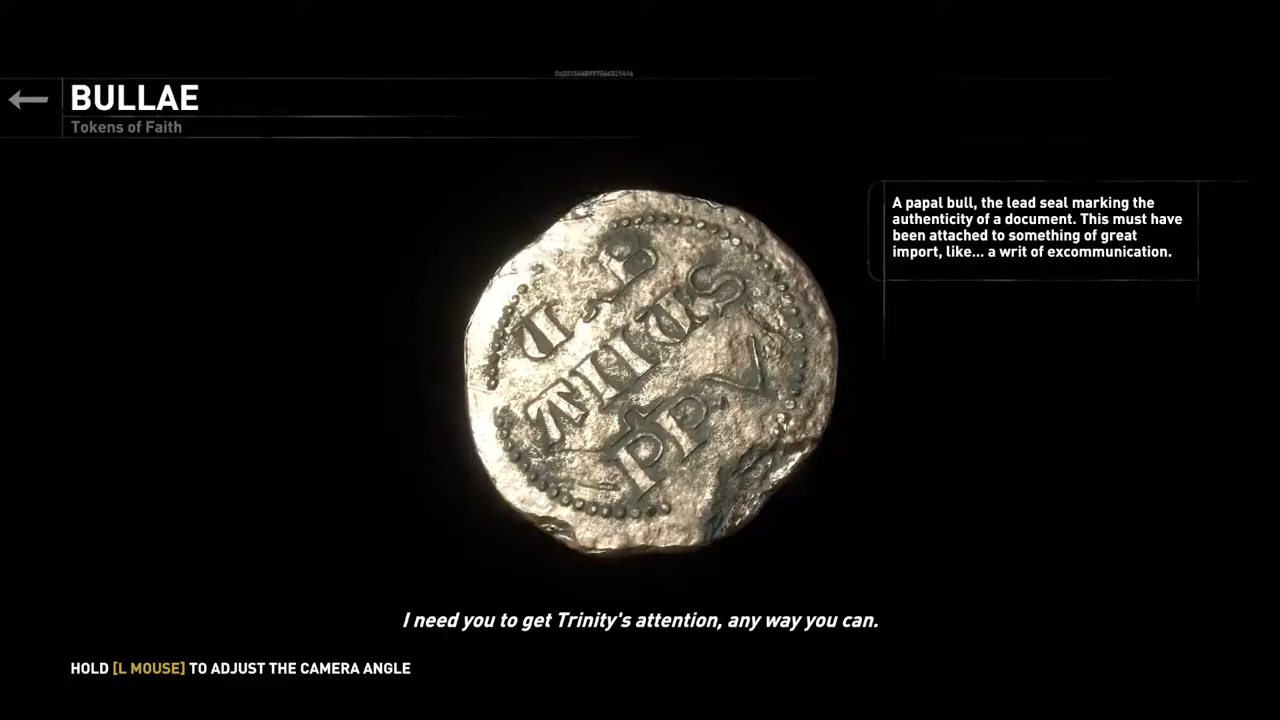 0x2315648997566321416
BULLAE
Tokens of Faith
A papal bull, the lead seal marking the
authenticity of a document. This must have
been attached to something of great
import, like... a writ of excommunication.
PP V
I need you to get Trinity's attention, any way you can.
HOLD [L MOUSE] TO ADJUST THE CAMERA ANGLE